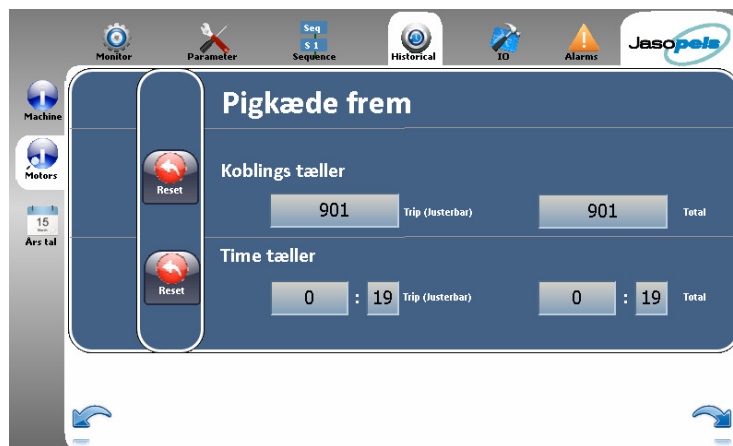 Seq
S 1
Monitor Parameter Sequence Historical IO Alarms Jasopels
Machine
Motors
15
Års tal
Pigkæde frem
Koblings tæller
Reset
901 Trip (Justerbar) 901 Total
Time tæller
Reset
0 : 19 Trip (Justerbar) 0 : 19 Total